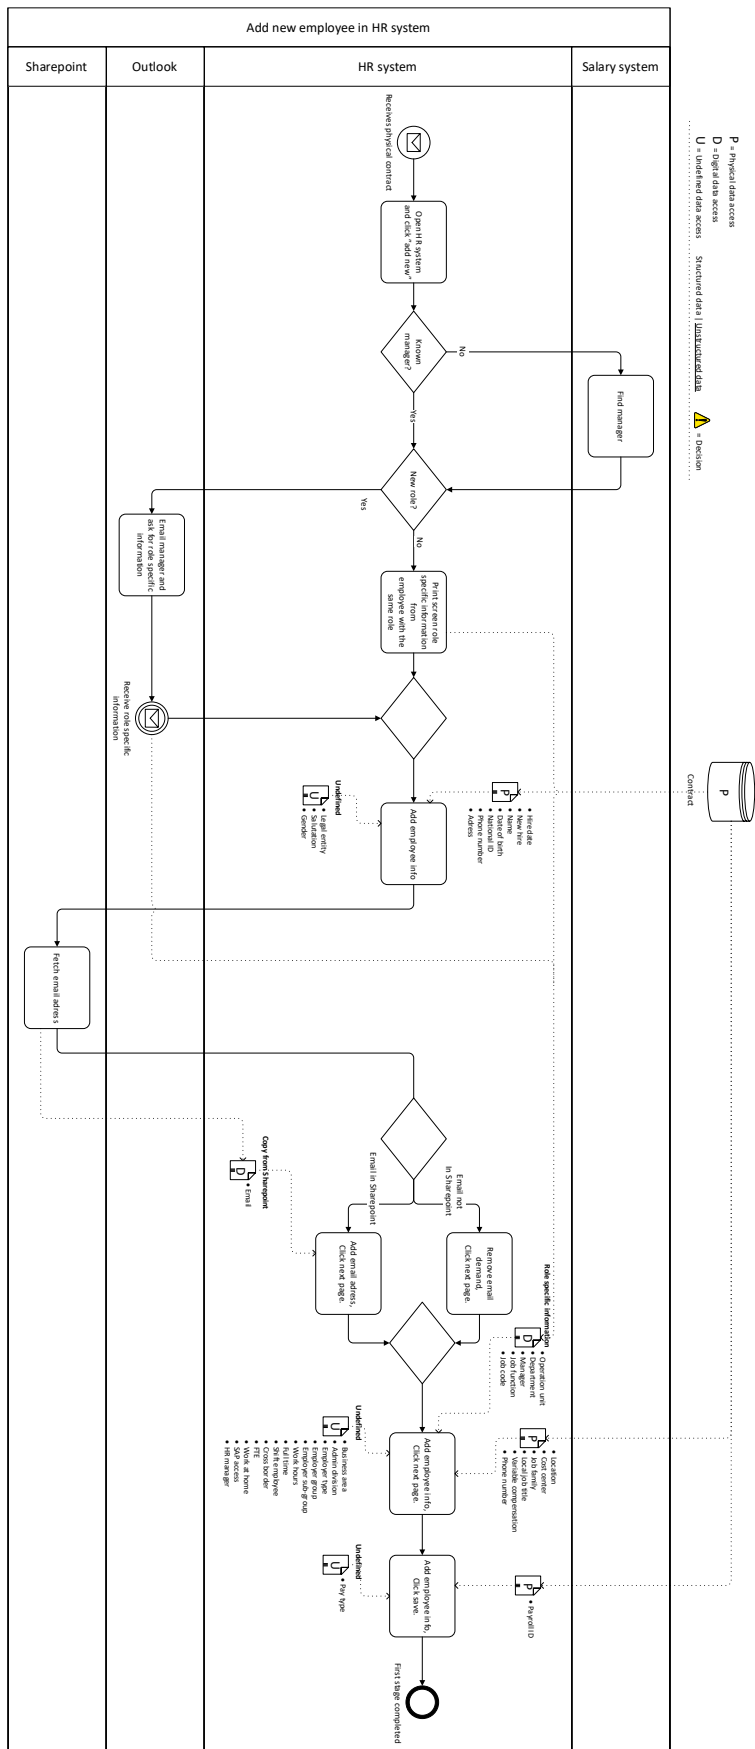 Add new employee in HR system
Sharepoint
Outlook
HR system
Salary system
P = Physical data access
D = Digital data access
U = Undefined data access
Structured data | Unstructured data
= Decision
Receives physical contract
Open HR system
and click "add new"
Known
manager?
No
Yes
Find manager
New role?
Yes
No
Email manager and
ask for role specific
information
Print screen role
specific information
from
employee with the
same role
Receive role specific
information
P
Contract
P
• Hire date
• New hire
• Name
• Date of birth
• National ID
• Phone number
• Adress
Undefined
U
• Legal entity
• Salutation
• Gender
Add employee info
Fetch email adress
Copy from Sharepoint
D
• Email
Email not
In Sharepoint
Email in Sharepoint
Remove email
demand,
Click next page.
Add email adress,
Click next page.
Role specific information
D
• Operation unit
• Department
• Manager
• Job function
• Job code
P
• Location
• Cost center
• Job family
• Local job title
• Variable compensation
• Phone number
Undefined
U
• Business area
• Admin division
• Employer type
• Employer group
• Employer sub-group
• Work hours
• Full time
• Shift employee
• Cross border
• FTE
• Work at home
• SAP access
• HR manager
Add employee info,
Click next page.
P
• Payroll ID
Undefined
U
• Pay type
Add employee info,
Click save.
First stage completed